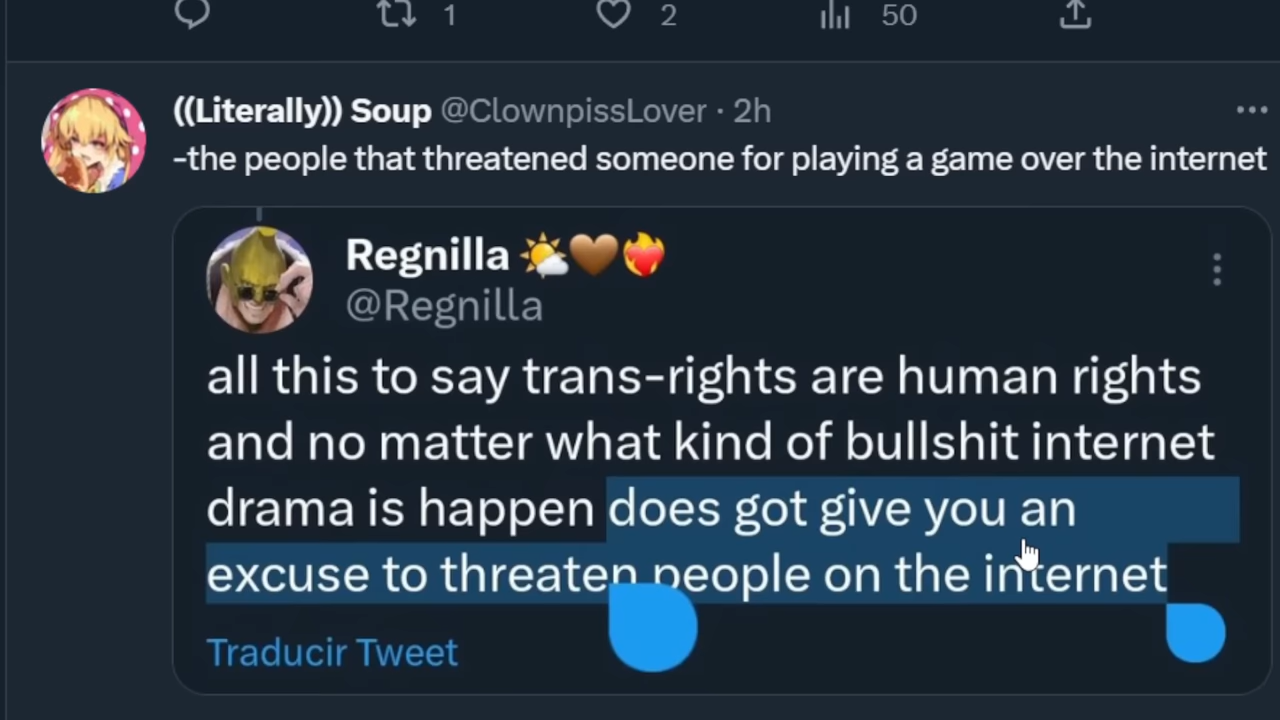 1 2 50
((Literally)) Soup @ClownpissLover · 2h
-the people that threatened someone for playing a game over the internet
Regnilla 🌤️🤎❤️‍🔥
@Regnilla
all this to say trans-rights are human rights
and no matter what kind of bullshit internet
drama is happen does got give you an
excuse to threaten people on the internet
Traducir Tweet